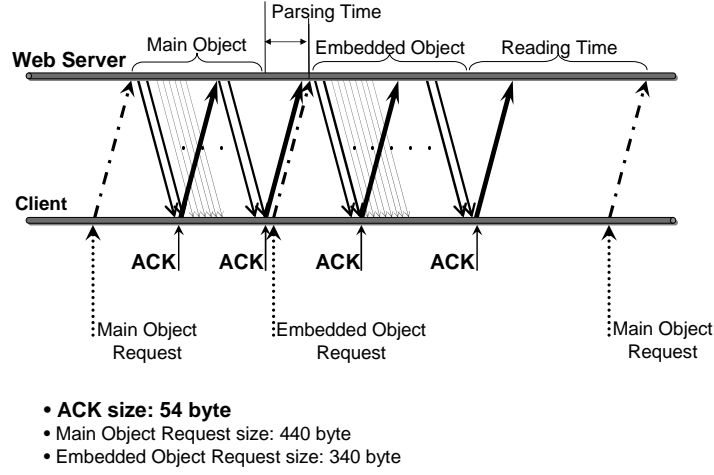 Parsing Time
Main Object
Embedded Object
Reading Time
Web Server
Client
ACK
ACK
ACK
ACK
Main Object
Request
Embedded Object
Request
Main Object
Request
• ACK size: 54 byte
• Main Object Request size: 440 byte
• Embedded Object Request size: 340 byte